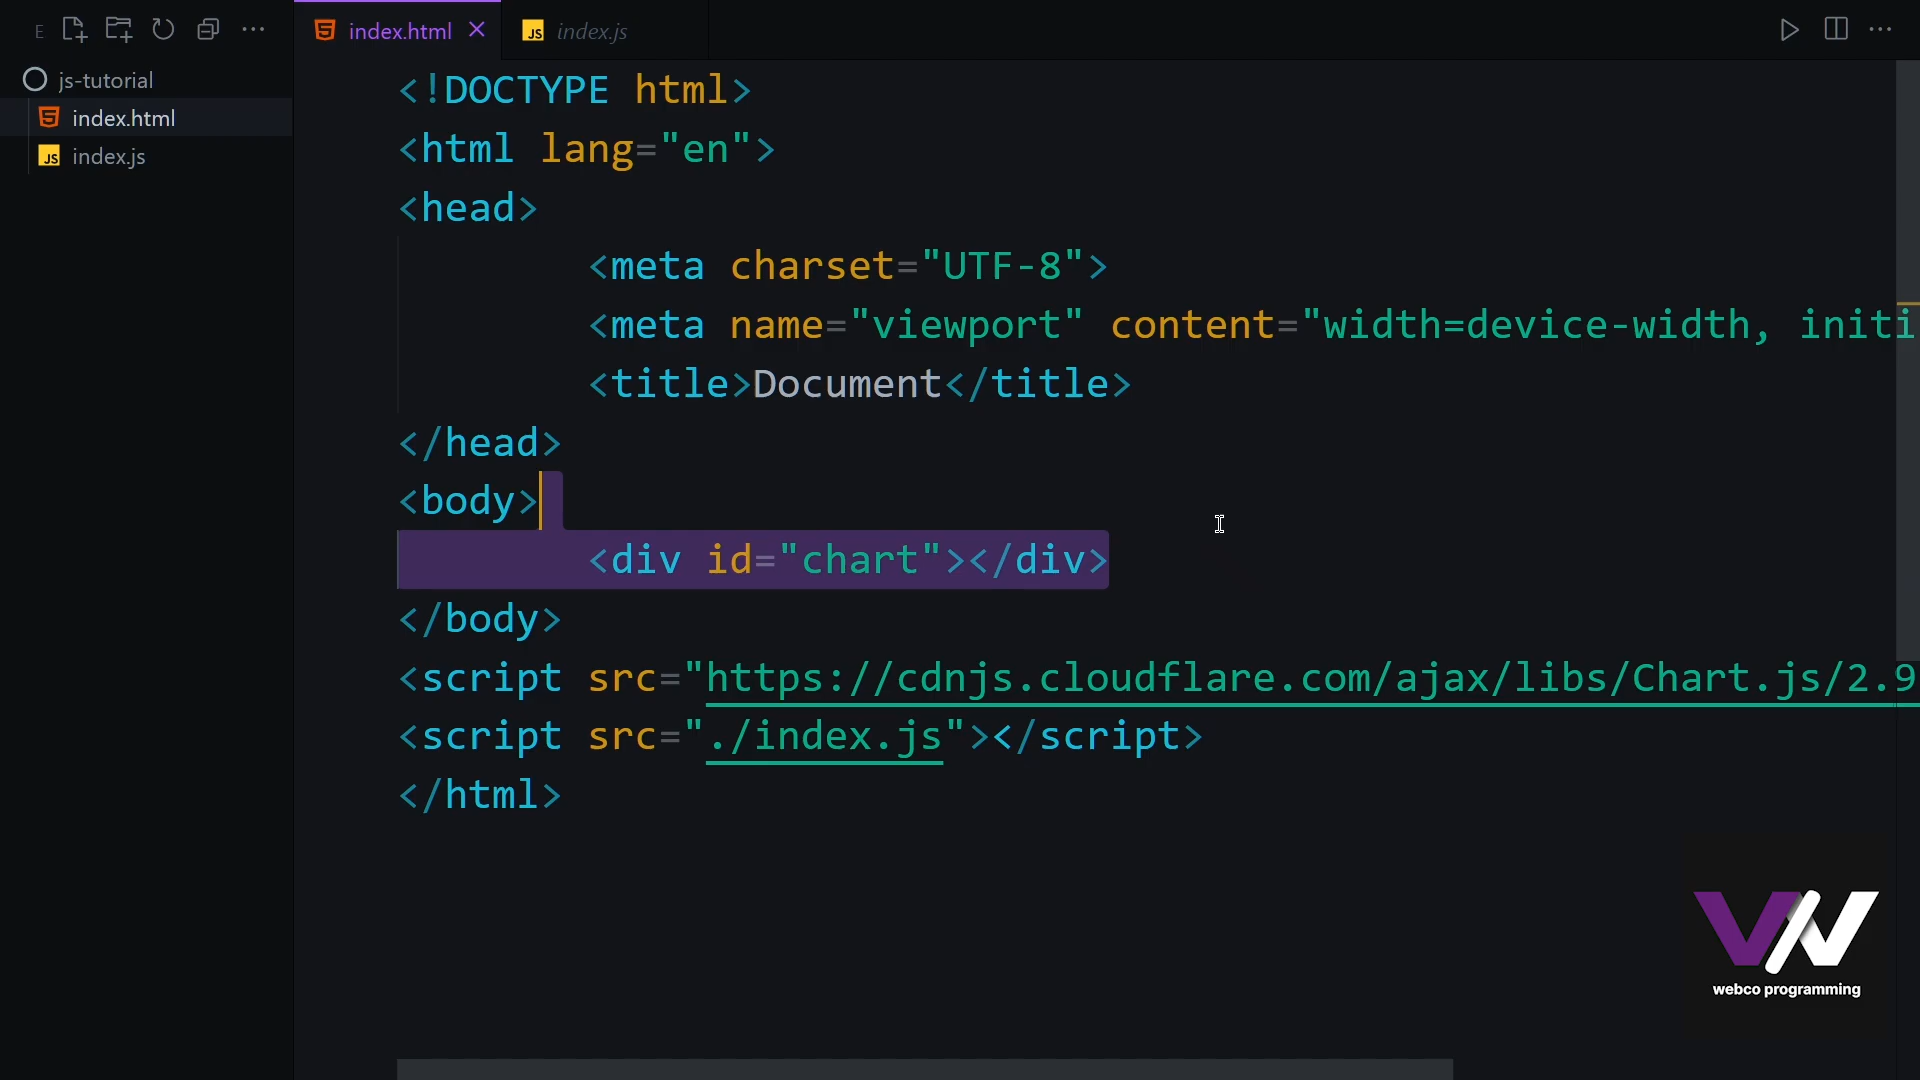 E
index.html
JS index.js
js-tutorial
index.html
JS index.js
<!DOCTYPE html>
<html lang="en">
<head>
<meta charset="UTF-8">
<meta name="viewport" content="width=device-width, initi
<title>Document</title>
</head>
<body>
<div id="chart"></div>
</body>
<script src="https://cdnjs.cloudflare.com/ajax/libs/Chart.js/2.9
<script src="./index.js"></script>
</html>
webco programming